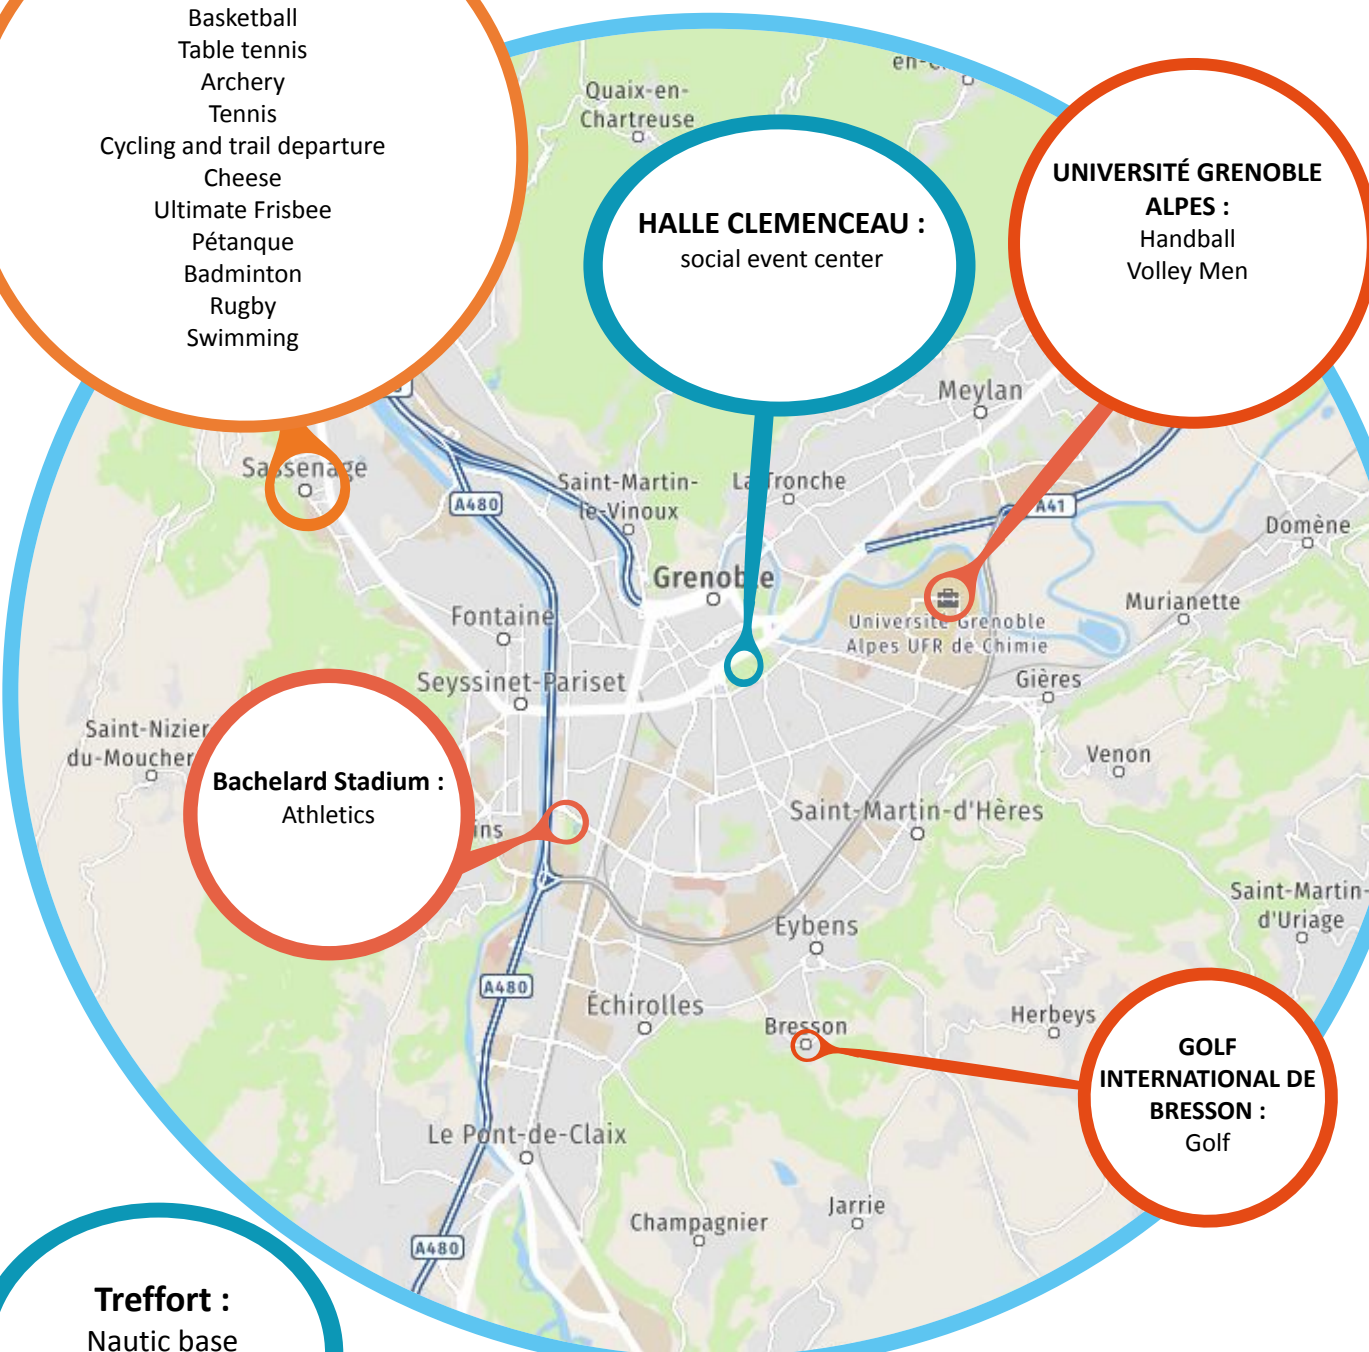 Basketball
Table tennis
Archery
Tennis
Cycling and trail departure
Cheese
Ultimate Frisbee
Pétanque
Badminton
Rugby
Swimming
Quaix-en-
Chartreuse
HALLE CLEMENCEAU :
social event center
UNIVERSITÉ GRENOBLE
ALPES :
Handball
Volley Men
Meylan
Sassenage
A480
Saint-Martin-
le-Vinoux
La Tronche
A41
Domène
Grenoble
Fontaine
Université Grenoble
Alpes UFR de Chimie
Murianette
Seyssinet-Pariset
Gières
Saint-Nizier
du-Moucher
Venon
Bachelard Stadium :
Athletics
ins
Saint-Martin-d'Hères
Saint-Martin-
d'Uriage
Eybens
A480
Échirolles
Bresson
Herbeys
GOLF
INTERNATIONAL DE
BRESSON :
Golf
Le Pont-de-Claix
Jarrie
Champagnier
A480
Treffort :
Nautic base